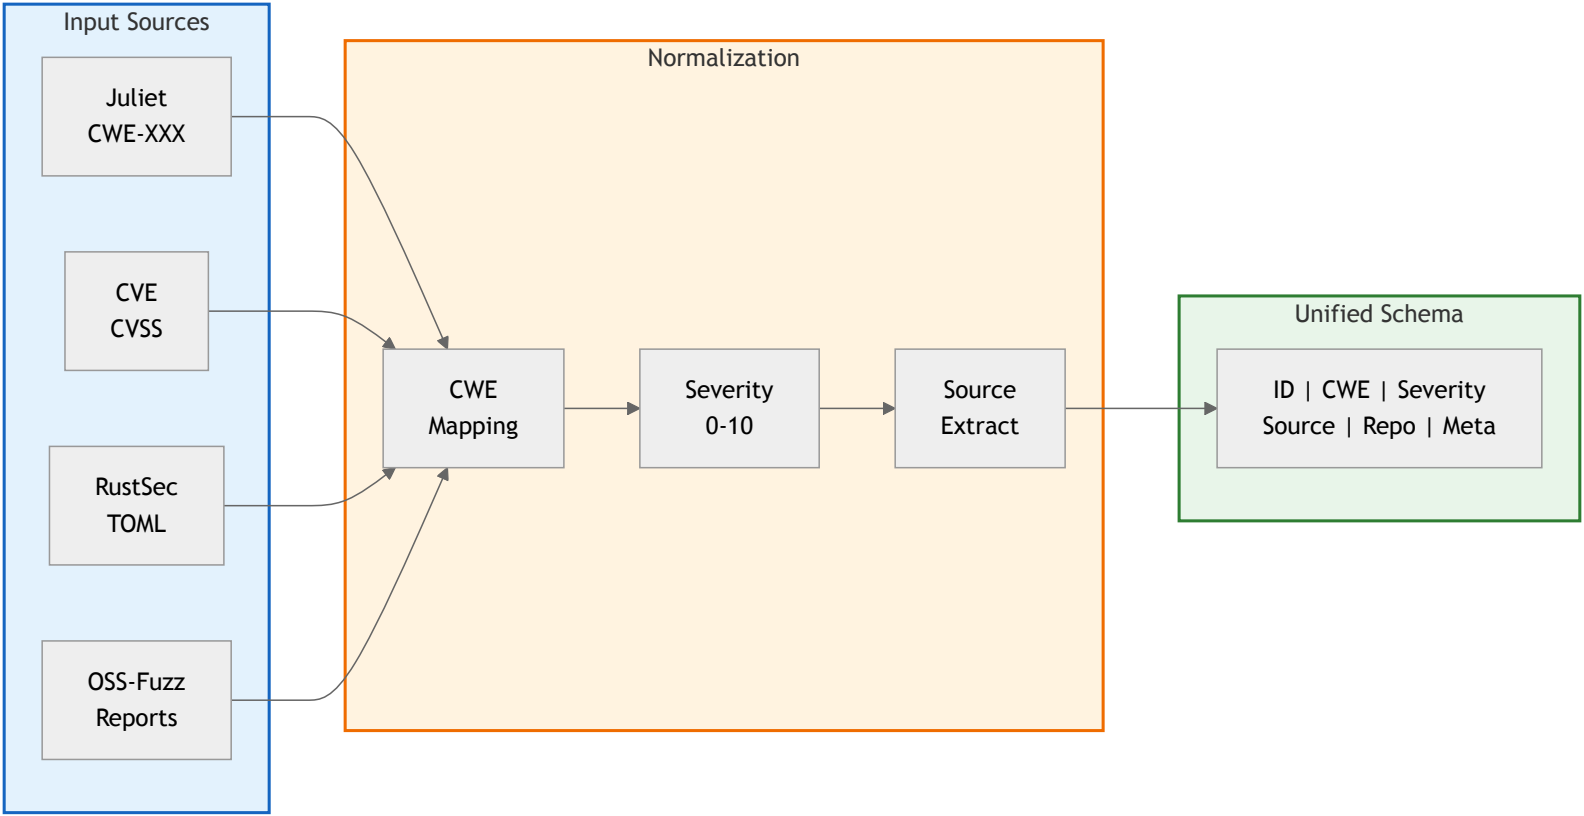 Input Sources
Juliet
CWE-XXX
CVE
CVSS
RustSec
TOML
OSS-Fuzz
Reports
Normalization
CWE
Mapping
Severity
0-10
Source
Extract
Unified Schema
ID | CWE | Severity
Source | Repo | Meta